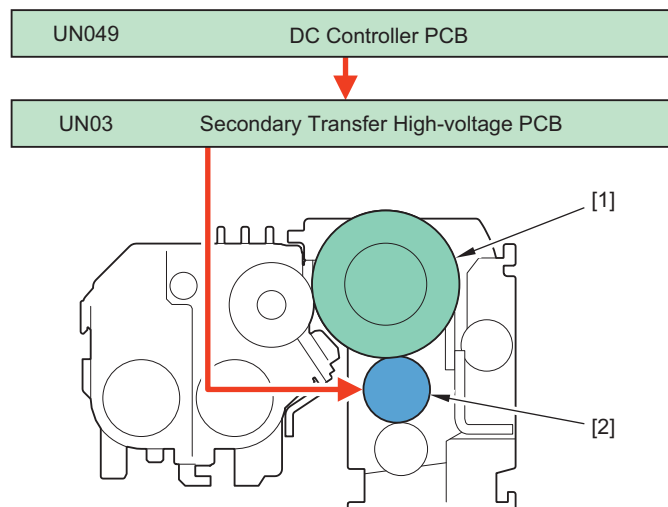 UN049 DC Controller PCB
UN03 Secondary Transfer High-voltage PCB
[1]
[2]